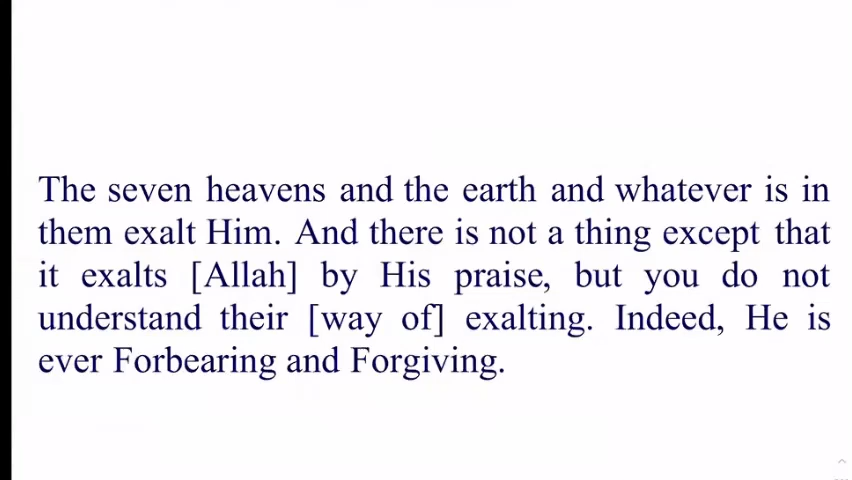 The seven heavens and the earth and whatever is in
them exalt Him. And there is not a thing except that
it exalts [Allah] by His praise, but you do not
understand their [way of] exalting. Indeed, He is
ever Forbearing and Forgiving.